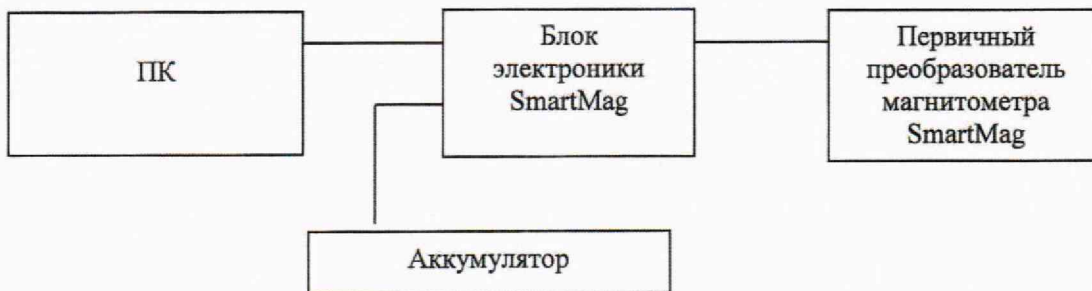 ПК
Блок
электроники
SmartMag
Первичный
преобразователь
магнитометра
SmartMag
Аккумулятор